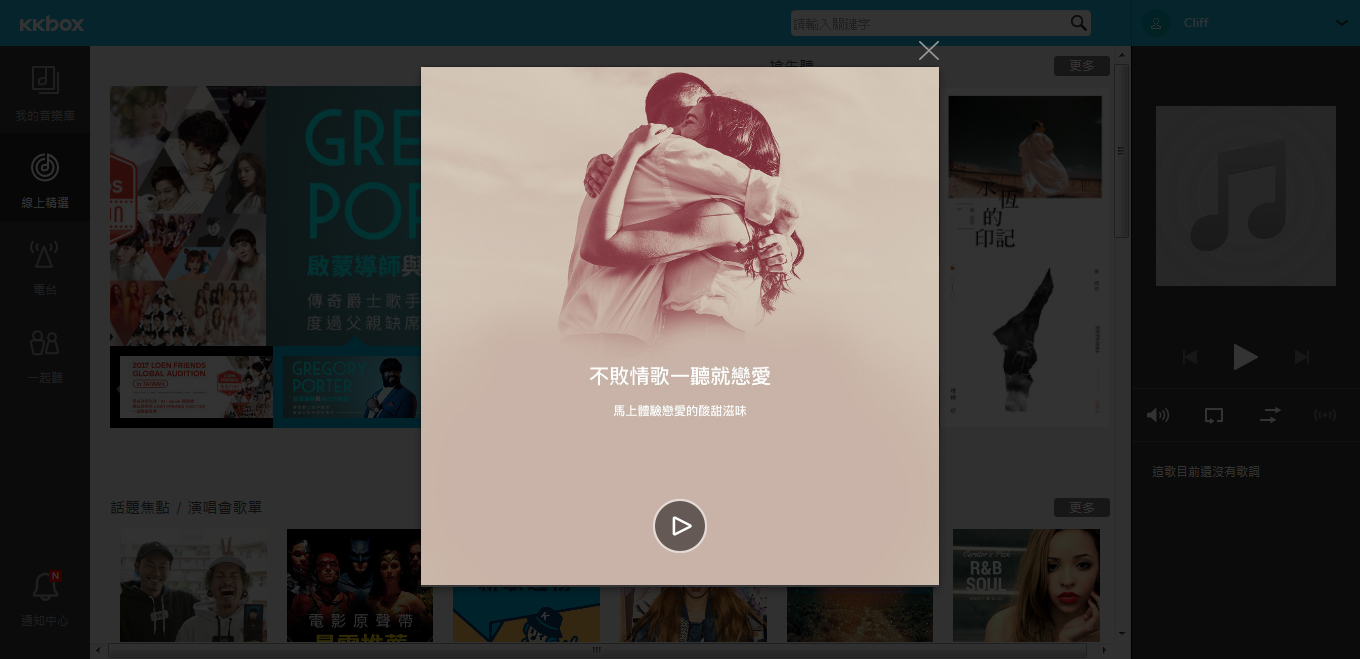 KKBOX
請輸入關鍵字
Cliff
我的音樂庫
線上精選
電台
一起聽
通知中心
N
搶先聽
更多
GRE
POR
啟蒙導師與
傳奇爵士歌手
度過父親缺席
2017 LOEN FRIENDS
GLOBAL AUDITION
GREGORY
PORTER
永恆
的
印記
不敗情歌一聽就戀愛
馬上體驗戀愛的酸甜滋味
這歌目前還沒有歌詞
話題焦點 / 演唱會歌單
更多
電影原聲帶
R&B
SOUL